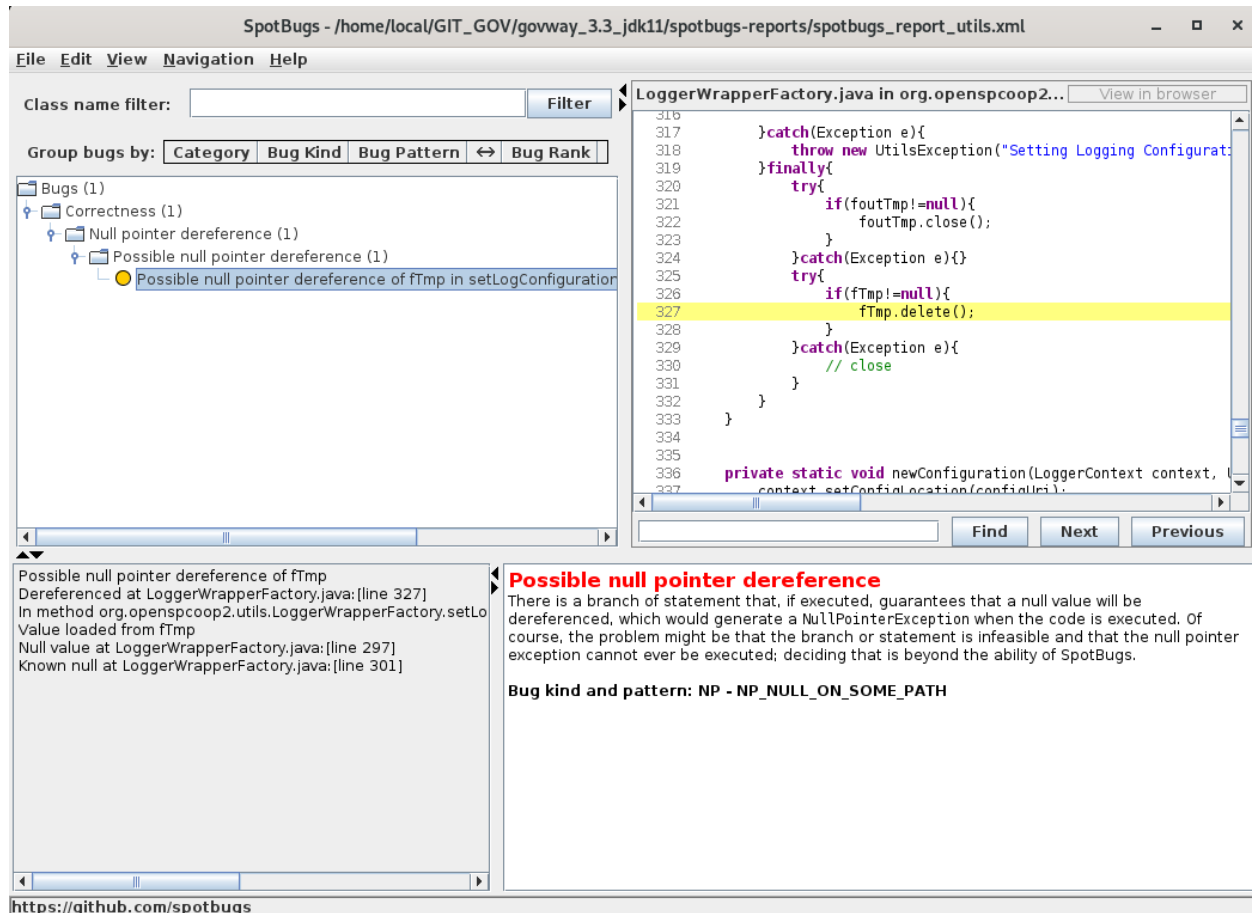 SpotBugs - /home/local/GIT_GOV/govway_3.3_jdk11/spotbugs-reports/spotbugs_report_utils.xml
File Edit View Navigation Help
Class name filter: Filter
Group bugs by: Category Bug Kind Bug Pattern ↔ Bug Rank
Bugs (1)
Correctness (1)
Null pointer dereference (1)
Possible null pointer dereference (1)
Possible null pointer dereference of fTmp in setLogConfiguration
LoggerWrapperFactory.java in org.openspcoop2... View in browser
316
317 }catch(Exception e){
318 throw new UtilsException("Setting Logging Configurati
319 }finally{
320 try{
321 if(foutTmp!=null){
322 foutTmp.close();
323 }
324 }catch(Exception e){}
325 try{
326 if(fTmp!=null){
327 fTmp.delete();
328 }
329 }catch(Exception e){
330 // close
331 }
332 }
333 }
334
335
336 private static void newConfiguration(LoggerContext context, U
337 context.setConfigLocation(configUri);
Find Next Previous
Possible null pointer dereference of fTmp
Dereferenced at LoggerWrapperFactory.java:[line 327]
In method org.openspcoop2.utils.LoggerWrapperFactory.setLo
Value loaded from fTmp
Null value at LoggerWrapperFactory.java:[line 297]
Known null at LoggerWrapperFactory.java:[line 301]
Possible null pointer dereference
There is a branch of statement that, if executed, guarantees that a null value will be
dereferenced, which would generate a NullPointerException when the code is executed. Of
course, the problem might be that the branch or statement is infeasible and that the null pointer
exception cannot ever be executed; deciding that is beyond the ability of SpotBugs.
Bug kind and pattern: NP - NP_NULL_ON_SOME_PATH
https://github.com/spotbugs